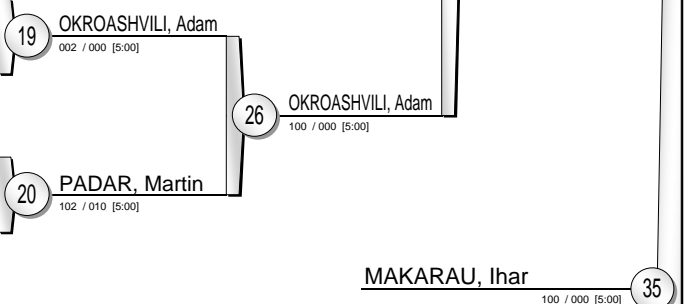 19
OKROASHVILI, Adam
002 / 000 [5:00]
26
OKROASHVILI, Adam
100 / 000 [5:00]
20
PADAR, Martin
102 / 010 [5:00]
MAKARAU, Ihar
100 / 000 [5:00]
35